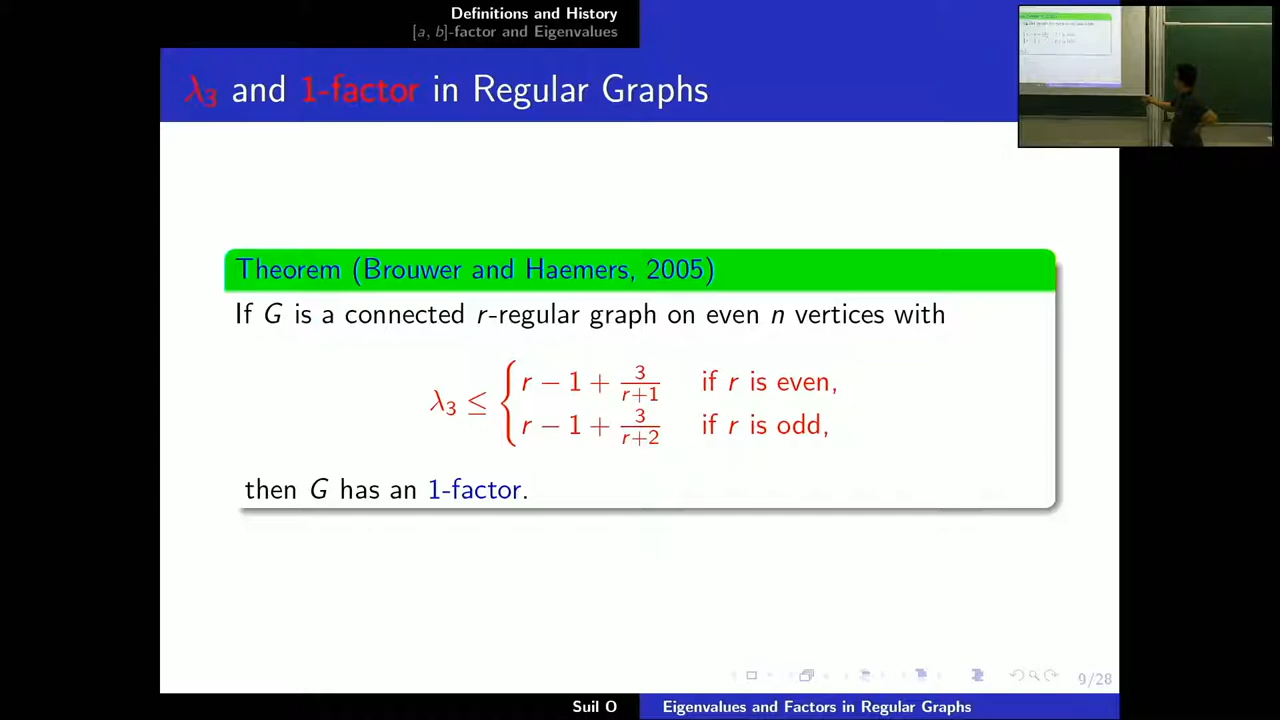 Definitions and History
[a, b]-factor and Eigenvalues
λ₃ and 1-factor in Regular Graphs
Theorem (Brouwer and Haemers, 2005)
If G is a connected r-regular graph on even n vertices with
λ₃ ≤ { r − 1 + 3/(r+1) if r is even,
r − 1 + 3/(r+2) if r is odd,
then G has an 1-factor.
9/28
Suil O
Eigenvalues and Factors in Regular Graphs